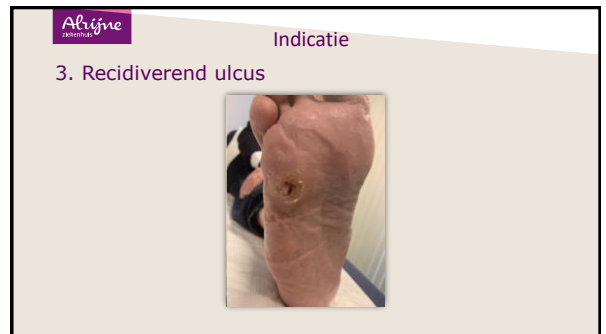 Alrijne
ziekenhuis
Indicatie
3. Recidiverend ulcus